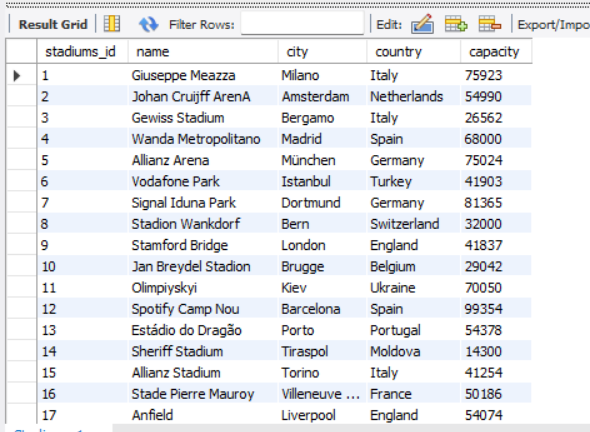 Result Grid Filter Rows: Edit: Export/Impo
stadiums_id name city country capacity
1 Giuseppe Meazza Milano Italy 75923
2 Johan Cruijff ArenA Amsterdam Netherlands 54990
3 Gewiss Stadium Bergamo Italy 26562
4 Wanda Metropolitano Madrid Spain 68000
5 Allianz Arena München Germany 75024
6 Vodafone Park Istanbul Turkey 41903
7 Signal Iduna Park Dortmund Germany 81365
8 Stadion Wankdorf Bern Switzerland 32000
9 Stamford Bridge London England 41837
10 Jan Breydel Stadion Brugge Belgium 29042
11 Olimpiyskyi Kiev Ukraine 70050
12 Spotify Camp Nou Barcelona Spain 99354
13 Estádio do Dragão Porto Portugal 54378
14 Sheriff Stadium Tiraspol Moldova 14300
15 Allianz Stadium Torino Italy 41254
16 Stade Pierre Mauroy Villeneuve ... France 50186
17 Anfield Liverpool England 54074